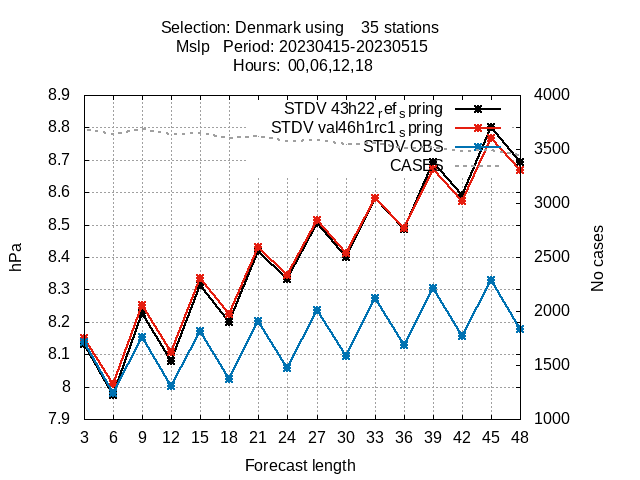 Selection: Denmark using 35 stations
Mslp Period: 20230415-20230515
Hours: 00,06,12,18
8.9
8.8
8.7
8.6
8.5
8.4
8.3
8.2
8.1
8
7.9
hPa
4000
3500
3000
2500
2000
1500
1000
No cases
STDV 43h22ref spring
STDV val46h1rc1spring
STDV OBS
CASES
3 6 9 12 15 18 21 24 27 30 33 36 39 42 45 48
Forecast length